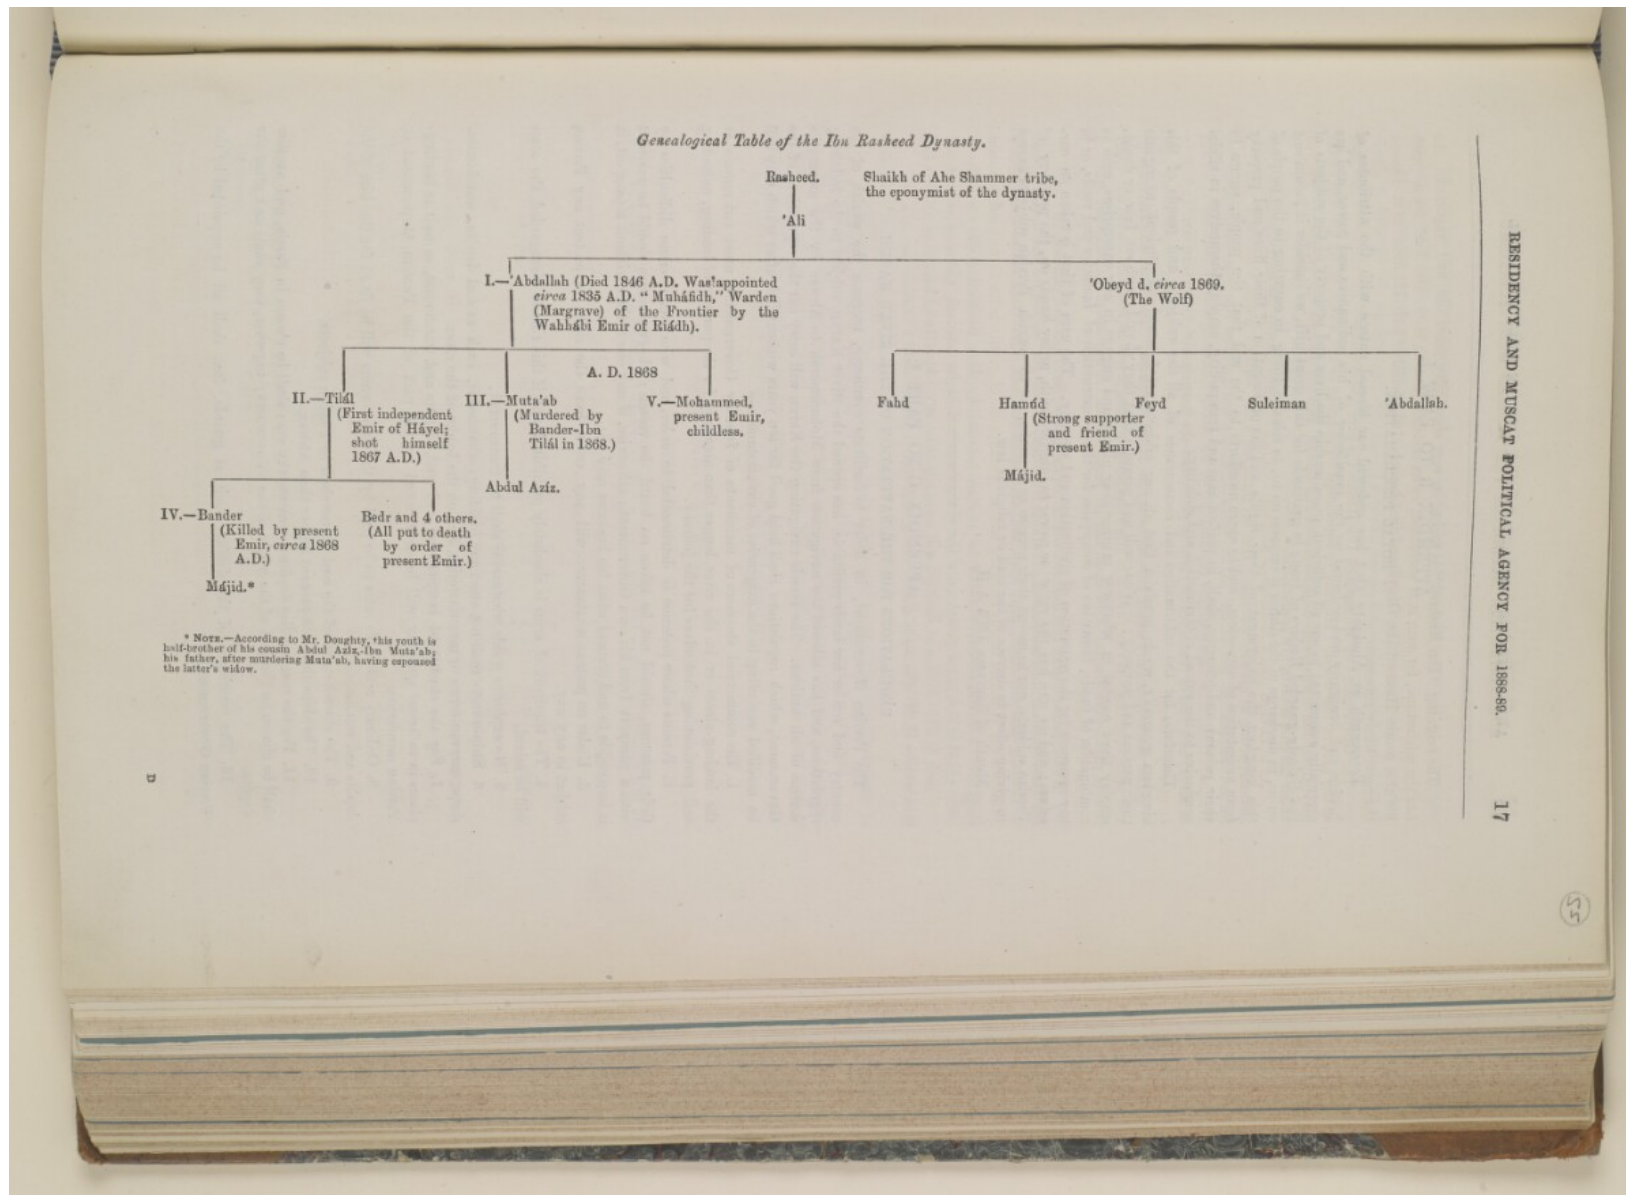 Genealogical Table of the Ibn Rasheed Dynasty.
Rasheed.
Shaikh of Ahe Shammer tribe,
the eponymist of the dynasty.
'Ali
I.—'Abdallah (Died 1846 A.D. Was appointed
circa 1835 A.D. "Muháfidh," Warden
(Margrave) of the Frontier by the
Wahhábi Emir of Riádh).
'Obeyd d. circa 1869.
(The Wolf)
A. D. 1868
II.—Tilál
(First independent
Emir of Háyel;
shot himself
1867 A.D.)
III.—Muta'ab
(Murdered by
Bander-Ibn
Tilál in 1868.)
V.—Mohammed,
present Emir,
childless.
Fahd
Hamúd
(Strong supporter
and friend of
present Emir.)
Feyd
Suleiman
'Abdallah.
Májid.
Abdul Azíz.
IV.—Bander
(Killed by present
Emir, circa 1868
A.D.)
Bedr and 4 others.
(All put to death
by order of
present Emir.)
Májid.*
* NOTE.—According to Mr. Doughty, this youth is
half-brother of his cousin Abdul Azíz,-Ibn Muta'ab;
his father, after murdering Muta'ab, having espoused
the latter's widow.
D
RESIDENCY AND MUSCAT POLITICAL AGENCY FOR 1888-89.
17
55